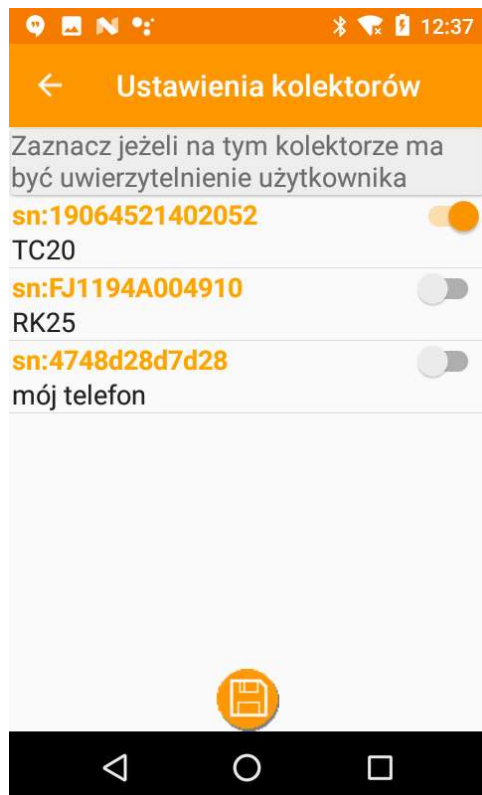 12:37
Ustawienia kolektorów
Zaznacz jeżeli na tym kolektorze ma
być uwierzytelnienie użytkownika
sn:19064521402052
TC20
sn:FJ1194A004910
RK25
sn:4748d28d7d28
mój telefon